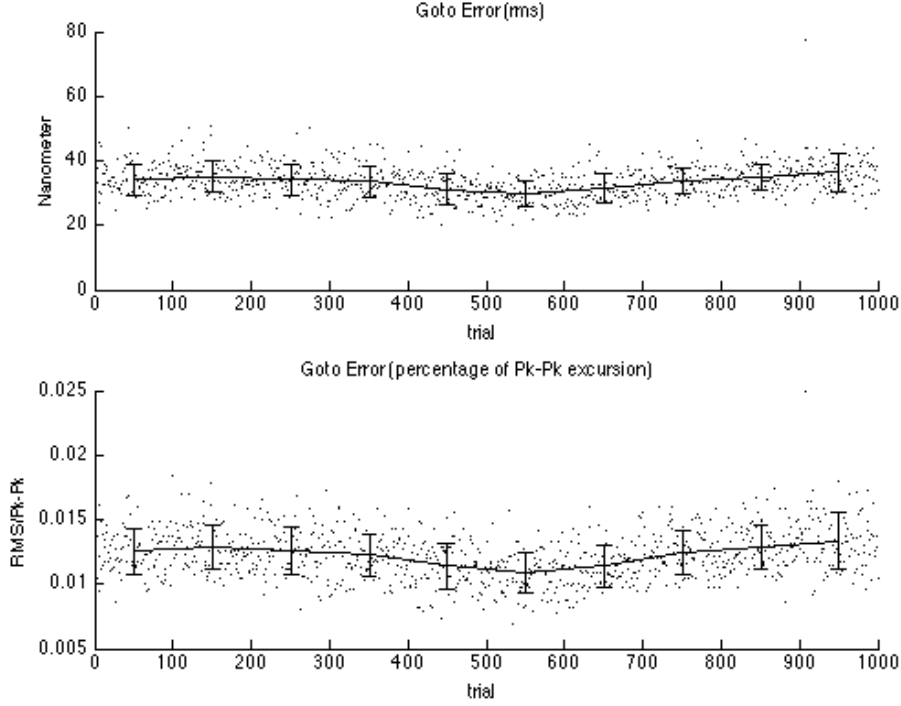 Goto Error(rms)
80
60
40
20
0
Nanometer
0 100 200 300 400 500 600 700 800 900 1000
trial
Goto Error(percentage of Pk-Pk excursion)
0.025
0.02
0.015
0.01
0.005
RMS/Pk-Pk
0 100 200 300 400 500 600 700 800 900 1000
trial